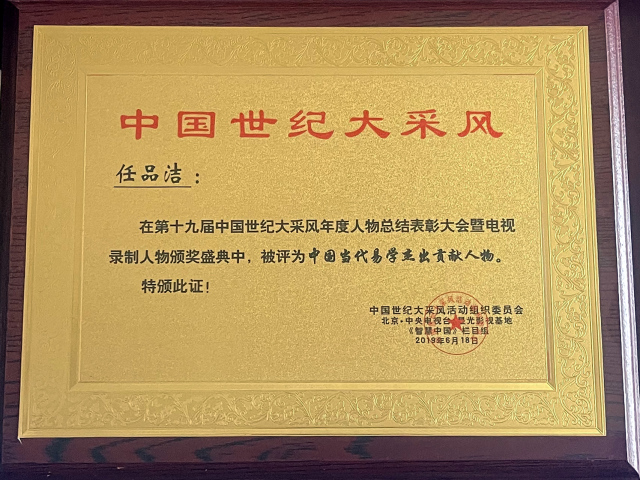 中国世纪大采风
任品洁：
在第十九届中国世纪大采风年度人物总结表彰大会暨电视
录制人物颁奖盛典中，被评为中国当代易学杰出贡献人物。
特颁此证！
中国世纪大采风活动组织委员会
北京·中央电视台·星光影视基地
《智慧中国》栏目组
2019年6月18日